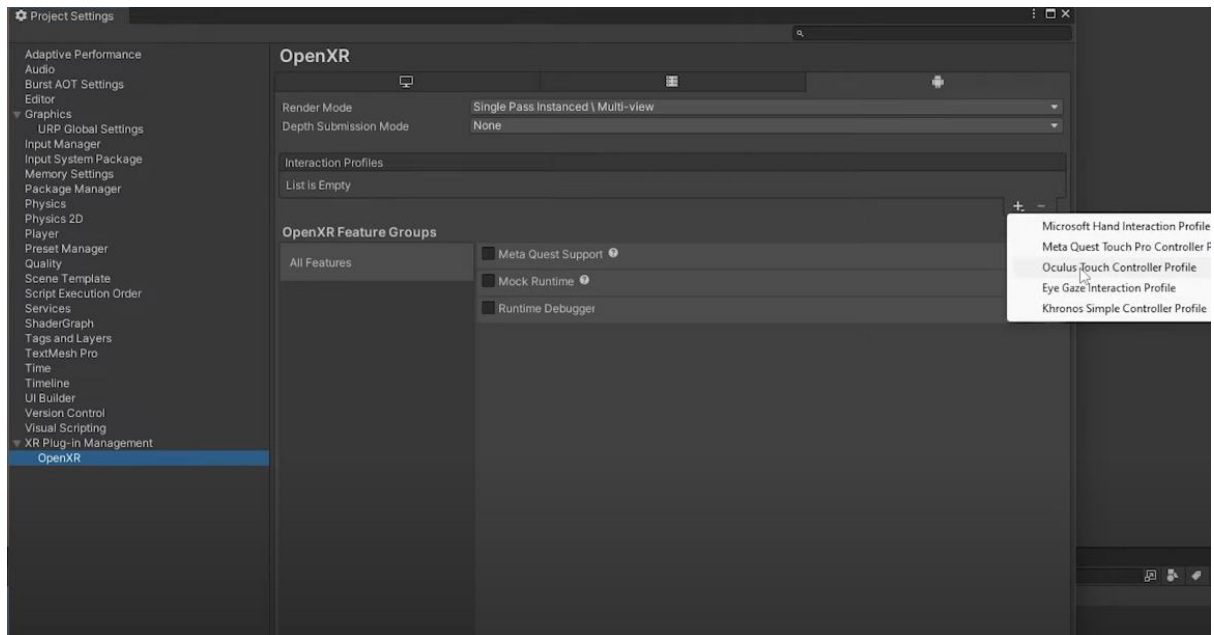 Project Settings
Adaptive Performance
Audio
Burst AOT Settings
Editor
Graphics
URP Global Settings
Input Manager
Input System Package
Memory Settings
Package Manager
Physics
Physics 2D
Player
Preset Manager
Quality
Scene Template
Script Execution Order
Services
ShaderGraph
Tags and Layers
TextMesh Pro
Time
Timeline
UI Builder
Version Control
Visual Scripting
XR Plug-in Management
OpenXR
OpenXR
Render Mode Single Pass Instanced \ Multi-view
Depth Submission Mode None
Interaction Profiles
List is Empty
+ -
OpenXR Feature Groups
All Features
Meta Quest Support
Mock Runtime
Runtime Debugger
Microsoft Hand Interaction Profile
Meta Quest Touch Pro Controller P
Oculus Touch Controller Profile
Eye Gaze Interaction Profile
Khronos Simple Controller Profile